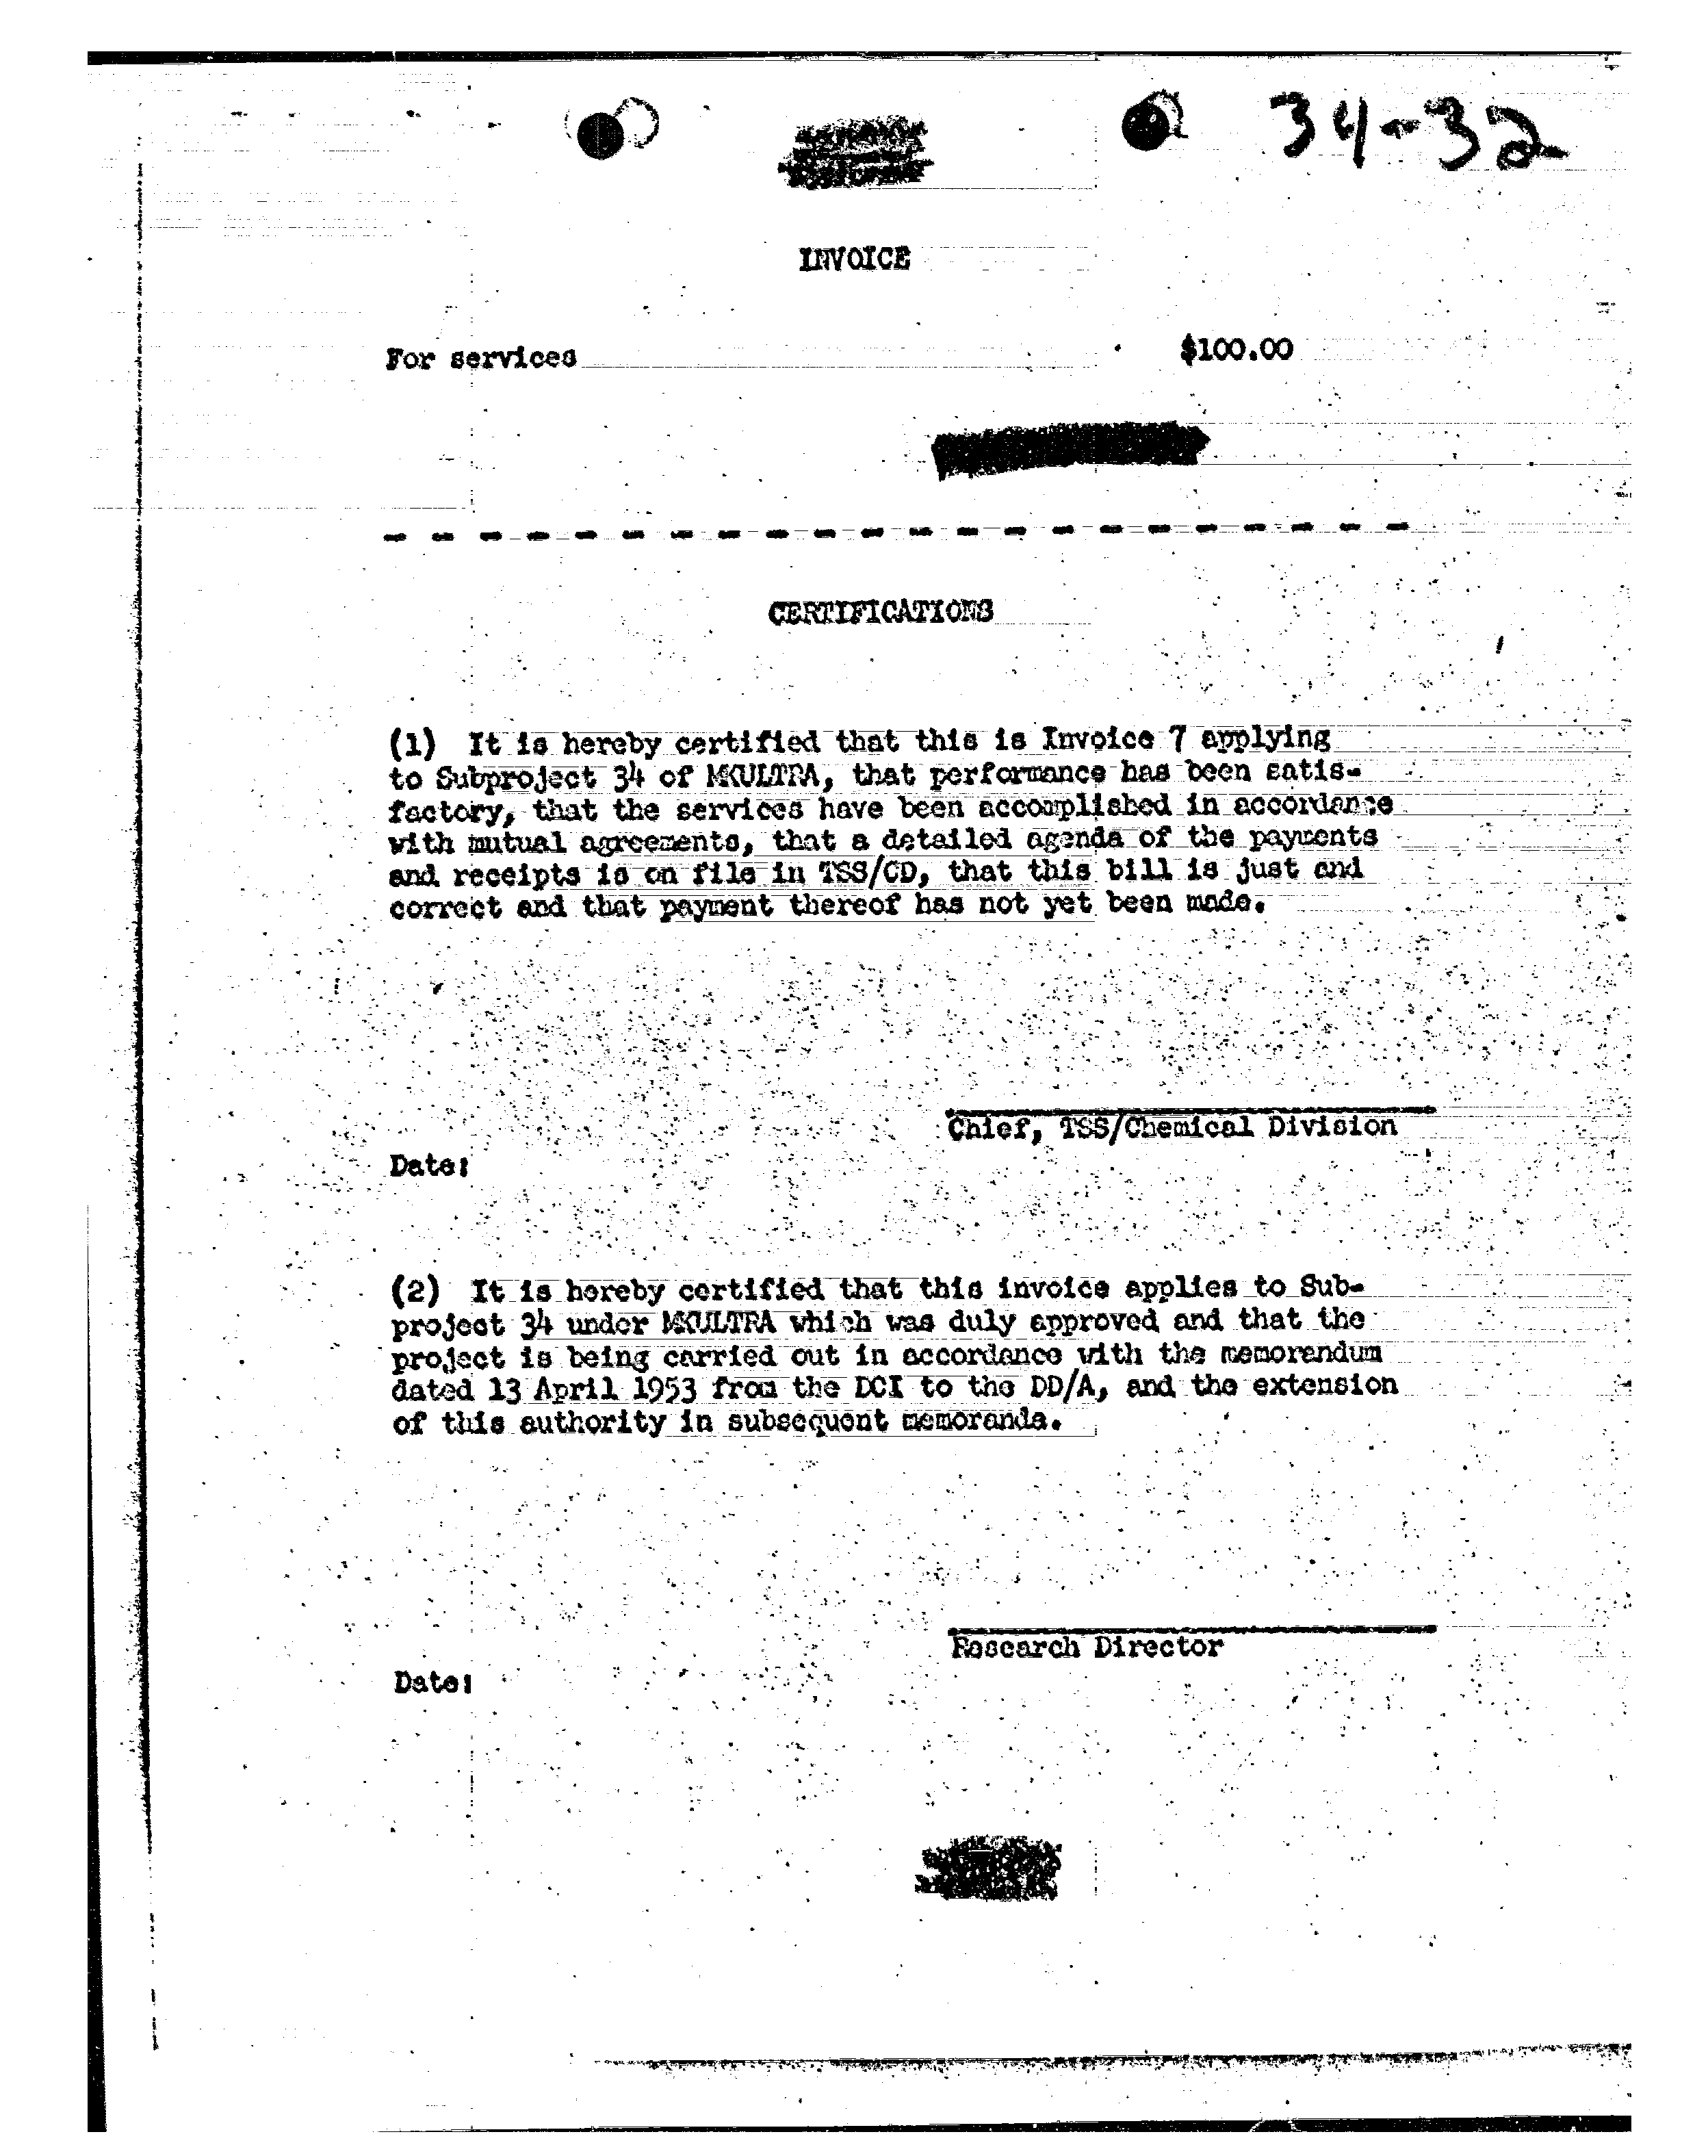 34-32
INVOICE
For services $100.00
CERTIFICATIONS
(1) It is hereby certified that this is Invoice 7 applying
to Subproject 34 of MKULTRA, that performance has been satis-
factory, that the services have been accomplished in accordance
with mutual agreements, that a detailed agenda of the payments
and receipts is on file in TSS/CD, that this bill is just and
correct and that payment thereof has not yet been made.
Chief, TSS/Chemical Division
Date:
(2) It is hereby certified that this invoice applies to Sub-
project 34 under MKULTRA which was duly approved and that the
project is being carried out in accordance with the memorandum
dated 13 April 1953 from the DCI to the DD/A, and the extension
of this authority in subsequent memoranda.
Research Director
Date: